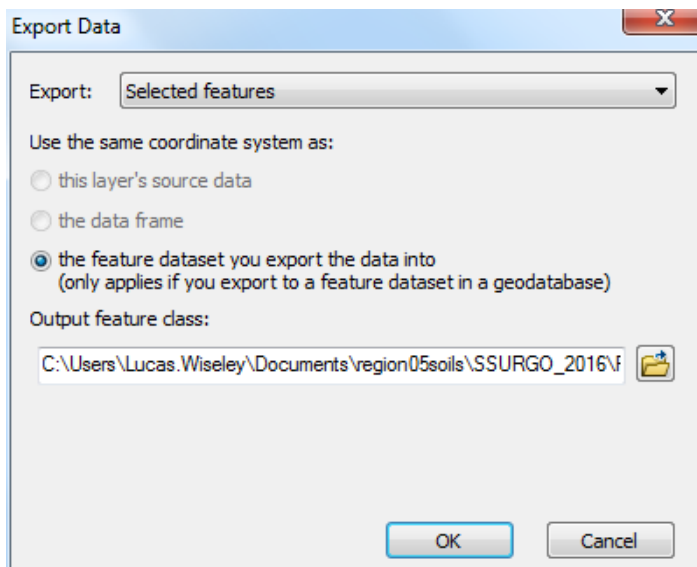 Export Data
Export: Selected features
Use the same coordinate system as:
this layer's source data
the data frame
the feature dataset you export the data into
(only applies if you export to a feature dataset in a geodatabase)
Output feature class:
C:\Users\Lucas.Wiseley\Documents\region05soils\SSURGO_2016\
OK Cancel